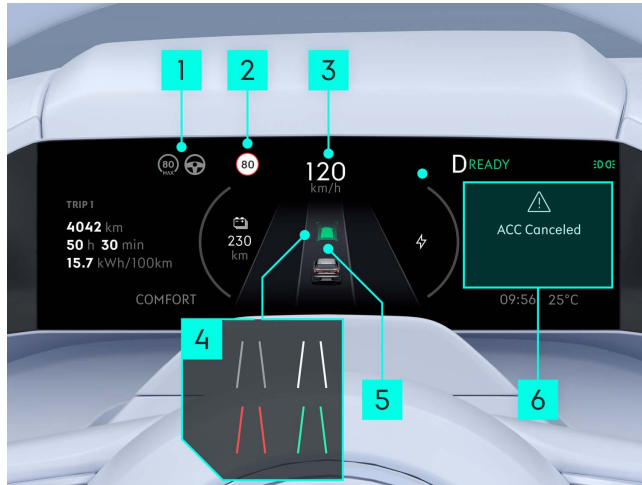 1
2
3
80
MAX
80
120
km/h
D READY
TRIP 1
4042 km
50 h 30 min
15.7 kWh/100km
230
km
ACC Canceled
COMFORT
09:56 25°C
4
5
6